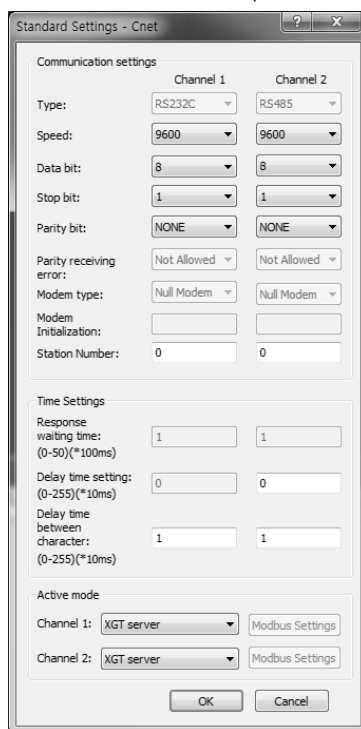 Standard Settings - Cnet
? X
Communication settings
Channel 1 Channel 2
Type: RS232C RS485
Speed: 9600 9600
Data bit: 8 8
Stop bit: 1 1
Parity bit: NONE NONE
Parity receiving
error: Not Allowed Not Allowed
Modem type: Null Modem Null Modem
Modem
Initialization:
Station Number: 0 0
Time Settings
Response
waiting time: 1 1
(0-50)(*100ms)
Delay time setting: 0 0
(0-255)(*10ms)
Delay time
between
character: 1 1
(0-255)(*10ms)
Active mode
Channel 1: XGT server Modbus Settings
Channel 2: XGT server Modbus Settings
OK Cancel